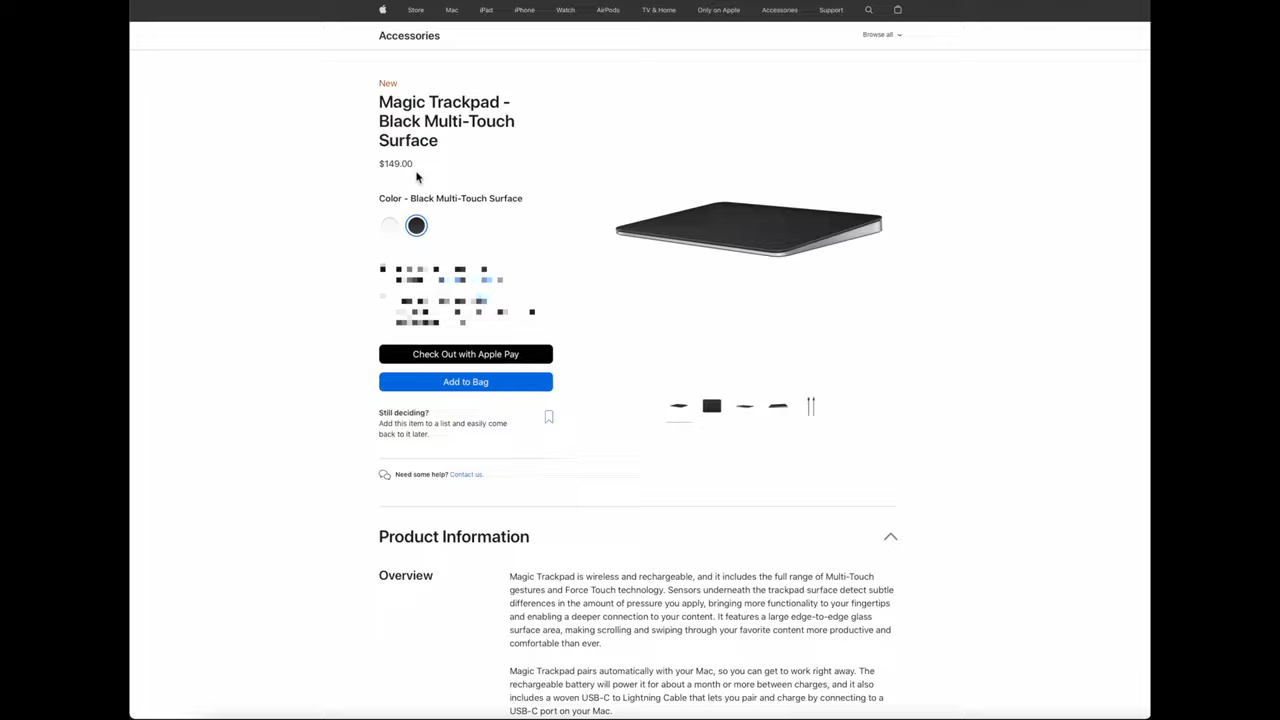 Store Mac iPad iPhone Watch AirPods TV & Home Only on Apple Accessories Support
Accessories
Browse all
New
Magic Trackpad -
Black Multi-Touch
Surface
$149.00
Color - Black Multi-Touch Surface
Check Out with Apple Pay
Add to Bag
Still deciding?
Add this item to a list and easily come
back to it later.
Need some help? Contact us.
Product Information
Overview
Magic Trackpad is wireless and rechargeable, and it includes the full range of Multi-Touch
gestures and Force Touch technology. Sensors underneath the trackpad surface detect subtle
differences in the amount of pressure you apply, bringing more functionality to your fingertips
and enabling a deeper connection to your content. It features a large edge-to-edge glass
surface area, making scrolling and swiping through your favorite content more productive and
comfortable than ever.
Magic Trackpad pairs automatically with your Mac, so you can get to work right away. The
rechargeable battery will power it for about a month or more between charges, and it also
includes a woven USB-C to Lightning Cable that lets you pair and charge by connecting to a
USB-C port on your Mac.